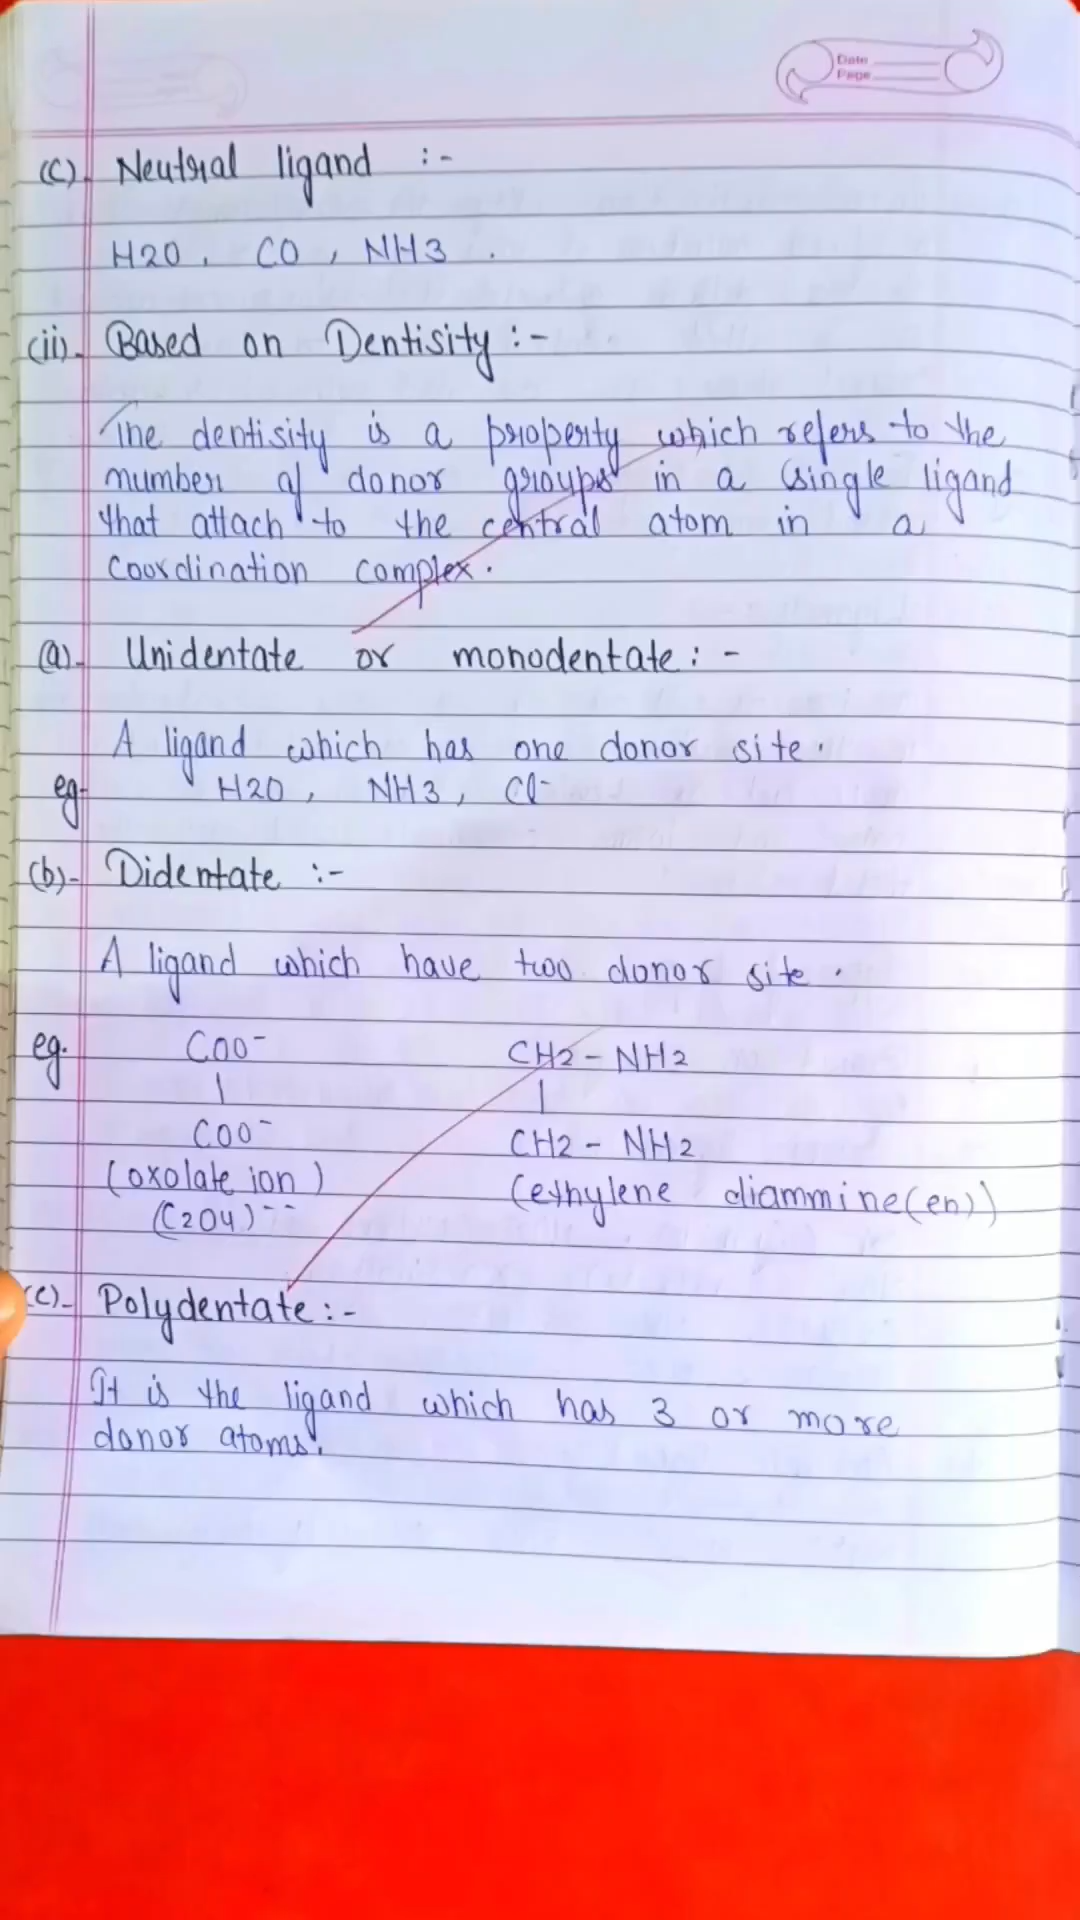 Date
Page
(c). Neutral ligand :-
H2O, CO, NH3.
(ii). Based on Dentisity :-
The dentisity is a property which refers to the
number of donor groups in a single ligand
that attach to the central atom in a
coordination complex.
(a)- Unidentate or monodentate: -
A ligand which has one donor site.
eg- H2O, NH3, Cl-
(b)- Didentate :-
A ligand which have two donor site.
eg. COO- CH2 - NH2
| |
COO- CH2 - NH2
(oxolate ion) (ethylene diammine(en))
(C2O4)--
(c)- Polydentate :-
It is the ligand which has 3 or more
donor atoms.